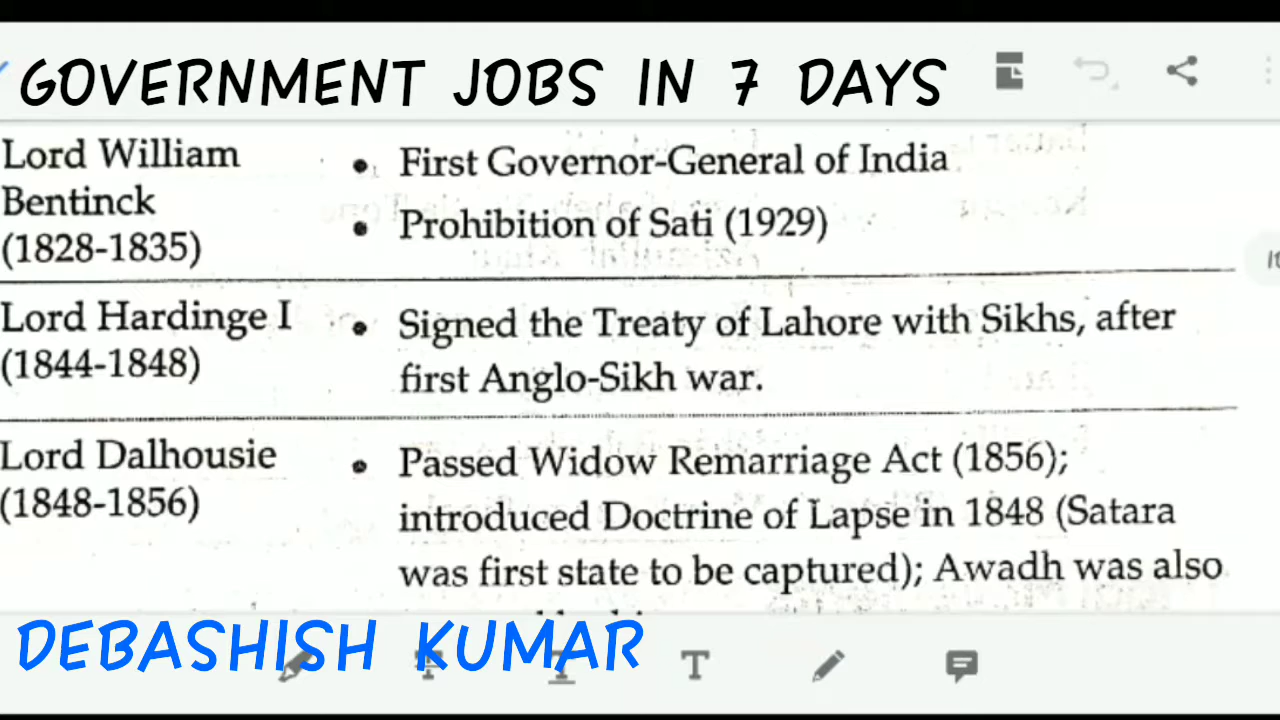 GOVERNMENT JOBS IN 7 DAYS
Lord William
Bentinck
(1828-1835)
• First Governor-General of India
• Prohibition of Sati (1929)
Lord Hardinge I
(1844-1848)
• Signed the Treaty of Lahore with Sikhs, after
first Anglo-Sikh war.
Lord Dalhousie
(1848-1856)
• Passed Widow Remarriage Act (1856);
introduced Doctrine of Lapse in 1848 (Satara
was first state to be captured); Awadh was also
DEBASHISH KUMAR